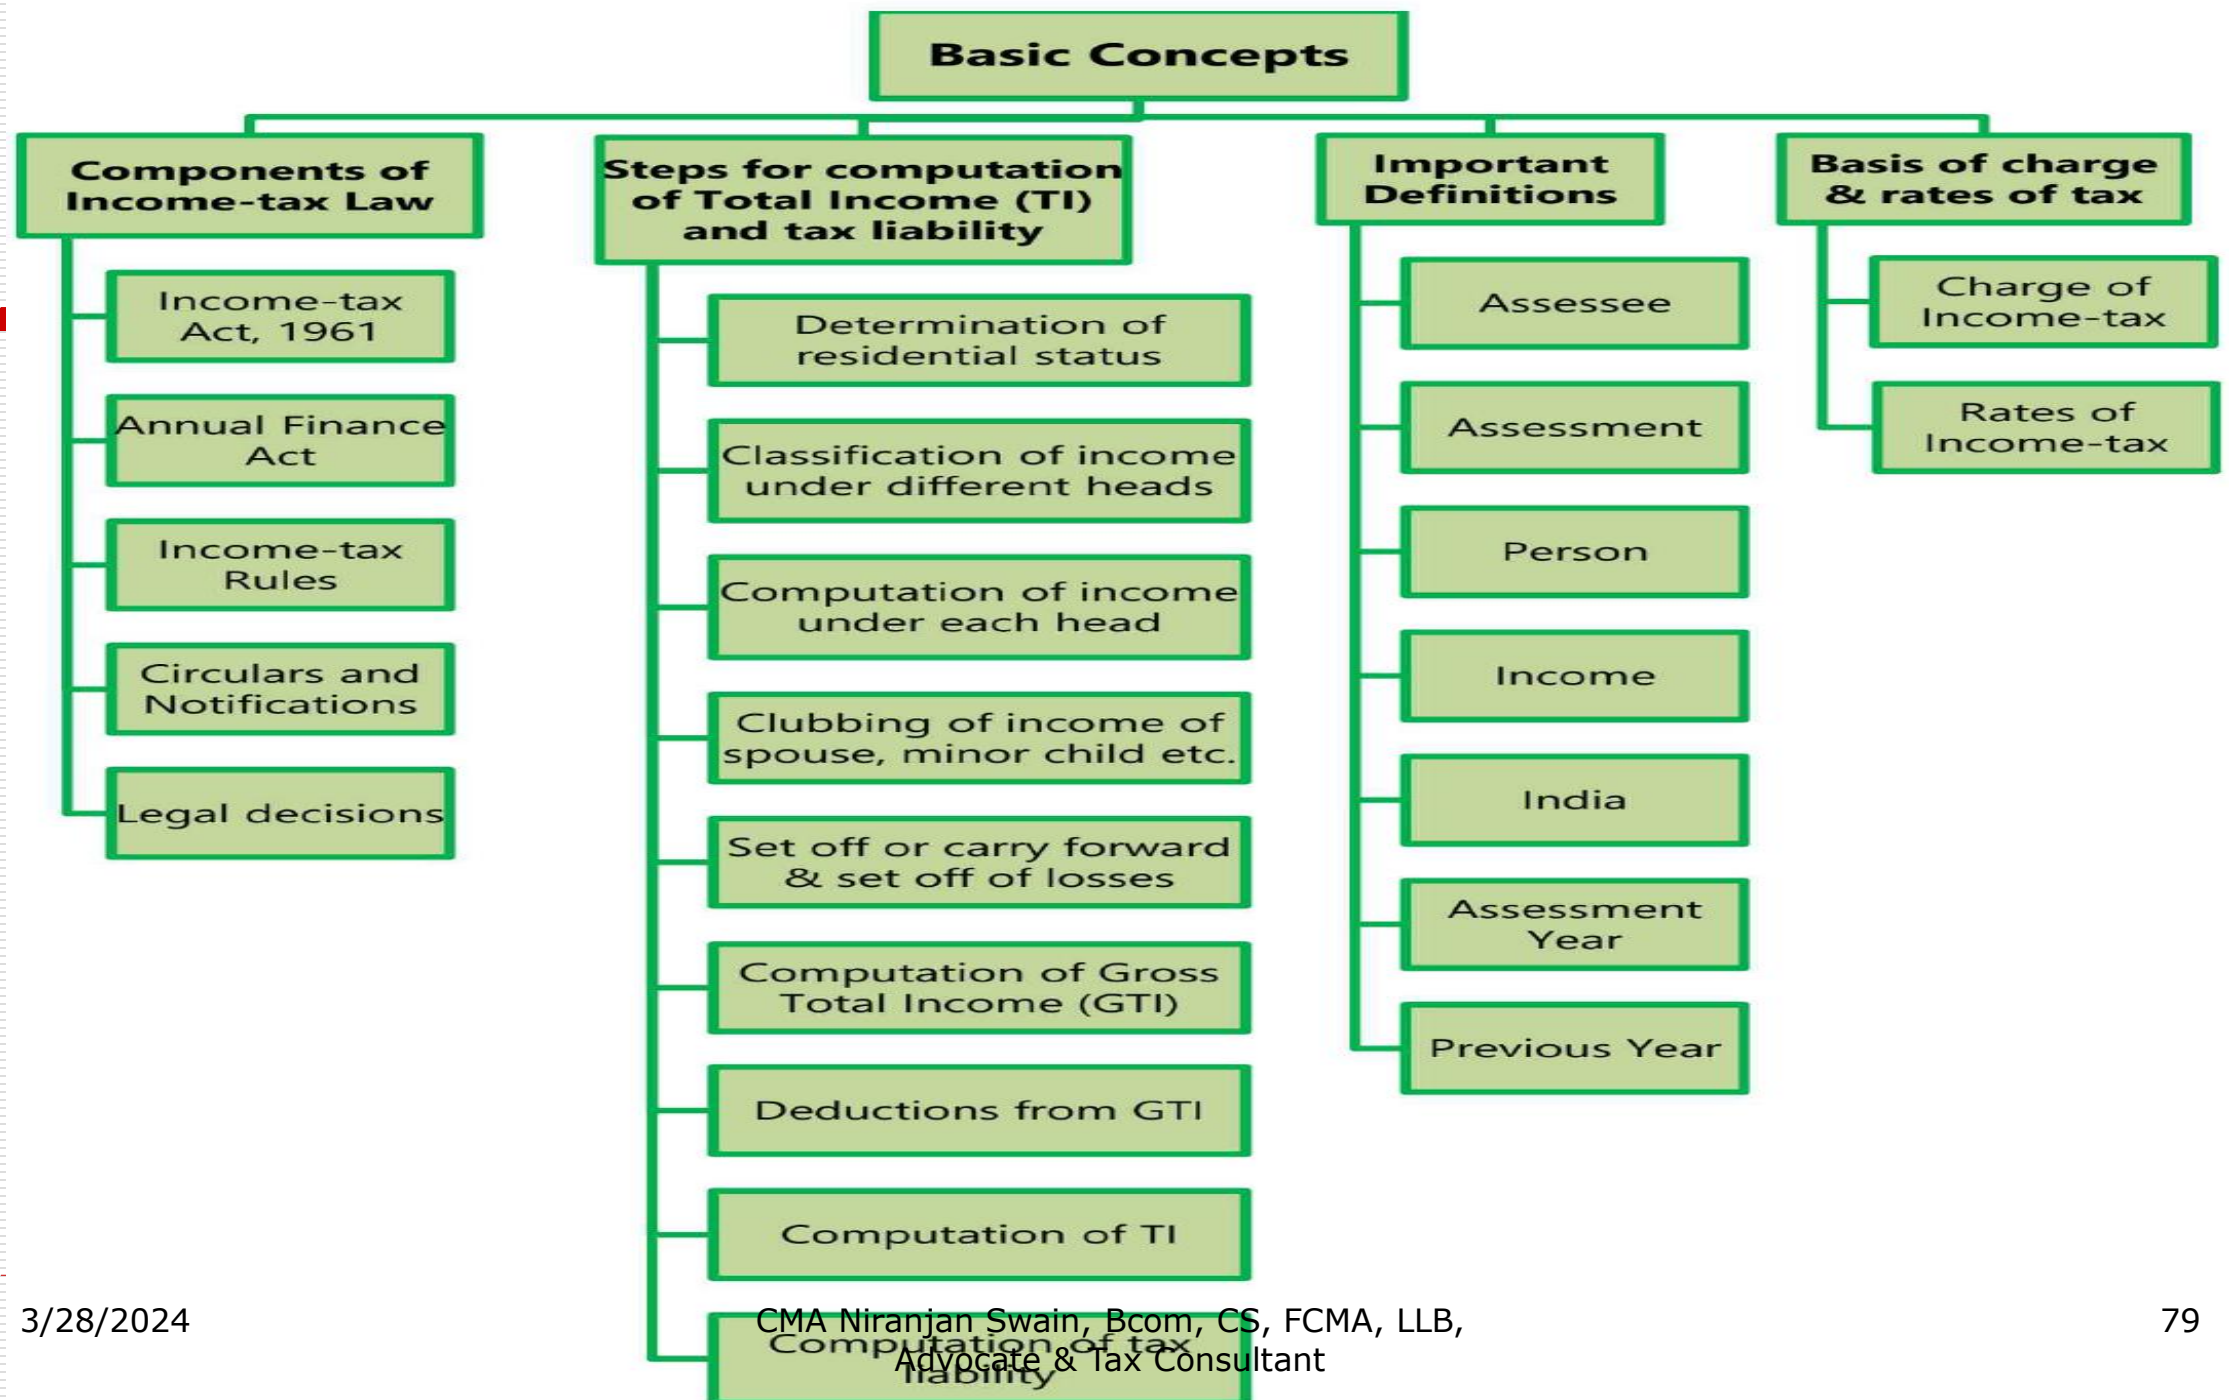 Basic Concepts
Components of
Income-tax Law
Income-tax
Act, 1961
Annual Finance
Act
Income-tax
Rules
Circulars and
Notifications
Legal decisions
Steps for computation
of Total Income (TI)
and tax liability
Determination of
residential status
Classification of income
under different heads
Computation of income
under each head
Clubbing of income of
spouse, minor child etc.
Set off or carry forward
& set off of losses
Computation of Gross
Total Income (GTI)
Deductions from GTI
Computation of TI
Computation of tax
liability
Important
Definitions
Assessee
Assessment
Person
Income
India
Assessment
Year
Previous Year
Basis of charge
& rates of tax
Charge of
Income-tax
Rates of
Income-tax
3/28/2024
CMA Niranjan Swain, Bcom, CS, FCMA, LLB,
Advocate & Tax Consultant
79